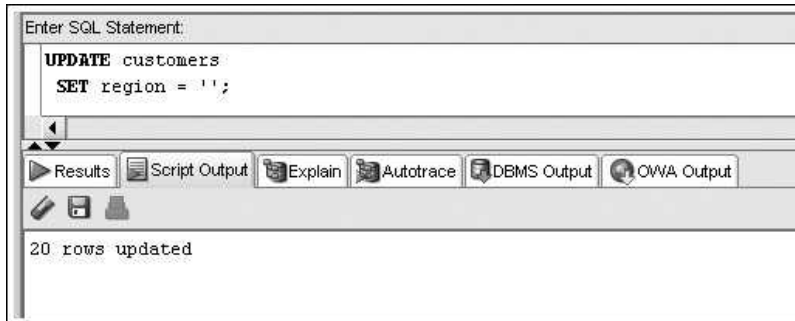 Enter SQL Statement:
UPDATE customers
SET region = '';
Results Script Output Explain Autotrace DBMS Output OWA Output
20 rows updated